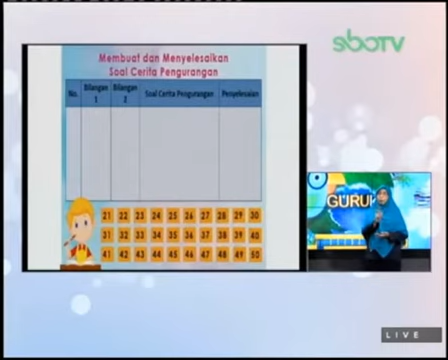 sboTV
Membuat dan Menyelesaikan
Soal Cerita Pengurangan
No. Bilangan 1 Bilangan 2 Soal Cerita Pengurangan Penyelesaian
21 22 23 24 25 26 27 28 29 30
31 32 33 34 35 36 37 38 39 40
41 42 43 44 45 46 47 48 49 50
GURUK
LIVE